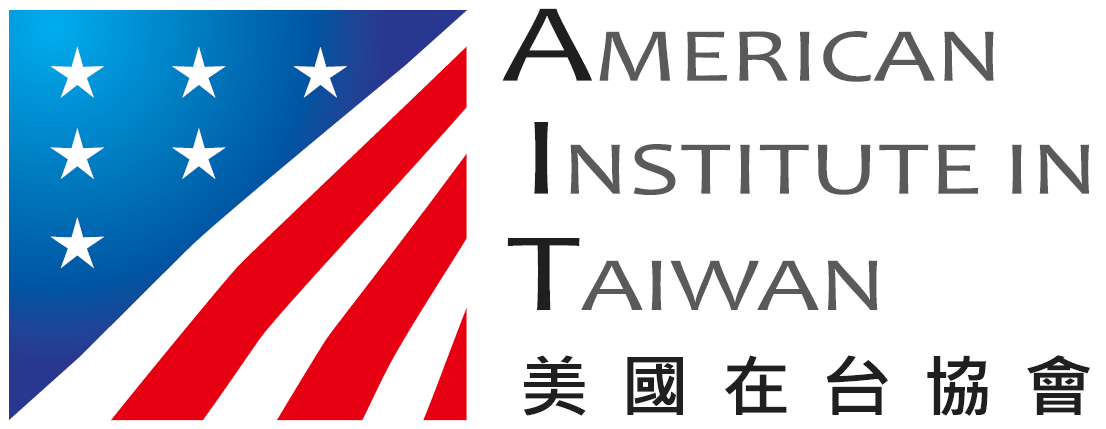 AMERICAN
INSTITUTE IN
TAIWAN
美國在台協會